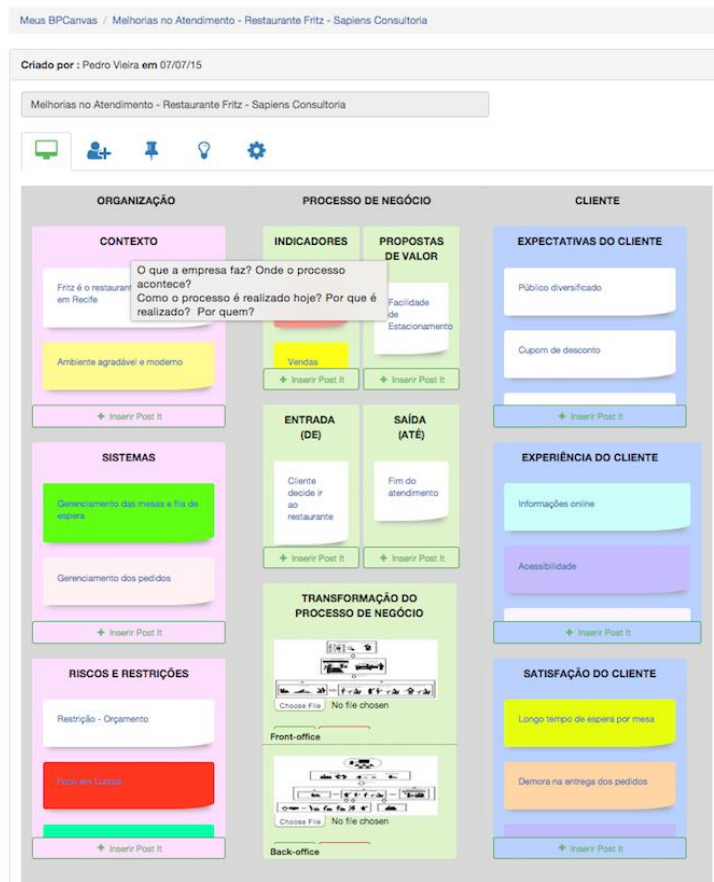 Meus BPCanvas / Melhorias no Atendimento - Restaurante Fritz - Sapiens Consultoria
Criado por : Pedro Vieira em 07/07/15
Melhorias no Atendimento - Restaurante Fritz - Sapiens Consultoria
ORGANIZAÇÃO
CONTEXTO
Fritz é o restauran
em Recife
O que a empresa faz? Onde o processo
acontece?
Como o processo é realizado hoje? Por que é
realizado? Por quem?
Ambiente agradável e moderno
+ Inserir Post It
SISTEMAS
Gerenciamento das mesas e fila de
espera
Gerenciamento dos pedidos
+ Inserir Post It
RISCOS E RESTRIÇÕES
Restrição - Orçamento
Foco em Lucros
+ Inserir Post It
PROCESSO DE NEGÓCIO
INDICADORES
Vendas
+ Inserir Post It
PROPOSTAS
DE VALOR
Facilidade
de
Estacionamento
+ Inserir Post It
ENTRADA
(DE)
Cliente
decide ir
ao
restaurante
+ Inserir Post It
SAÍDA
(ATÉ)
Fim do
atendimento
+ Inserir Post It
TRANSFORMAÇÃO DO
PROCESSO DE NEGÓCIO
Choose File No file chosen
Front-office
Choose File No file chosen
Back-office
CLIENTE
EXPECTATIVAS DO CLIENTE
Público diversificado
Cupom de desconto
+ Inserir Post It
EXPERIÊNCIA DO CLIENTE
Informações online
Acessibilidade
+ Inserir Post It
SATISFAÇÃO DO CLIENTE
Longo tempo de espera por mesa
Demora na entrega dos pedidos
+ Inserir Post It